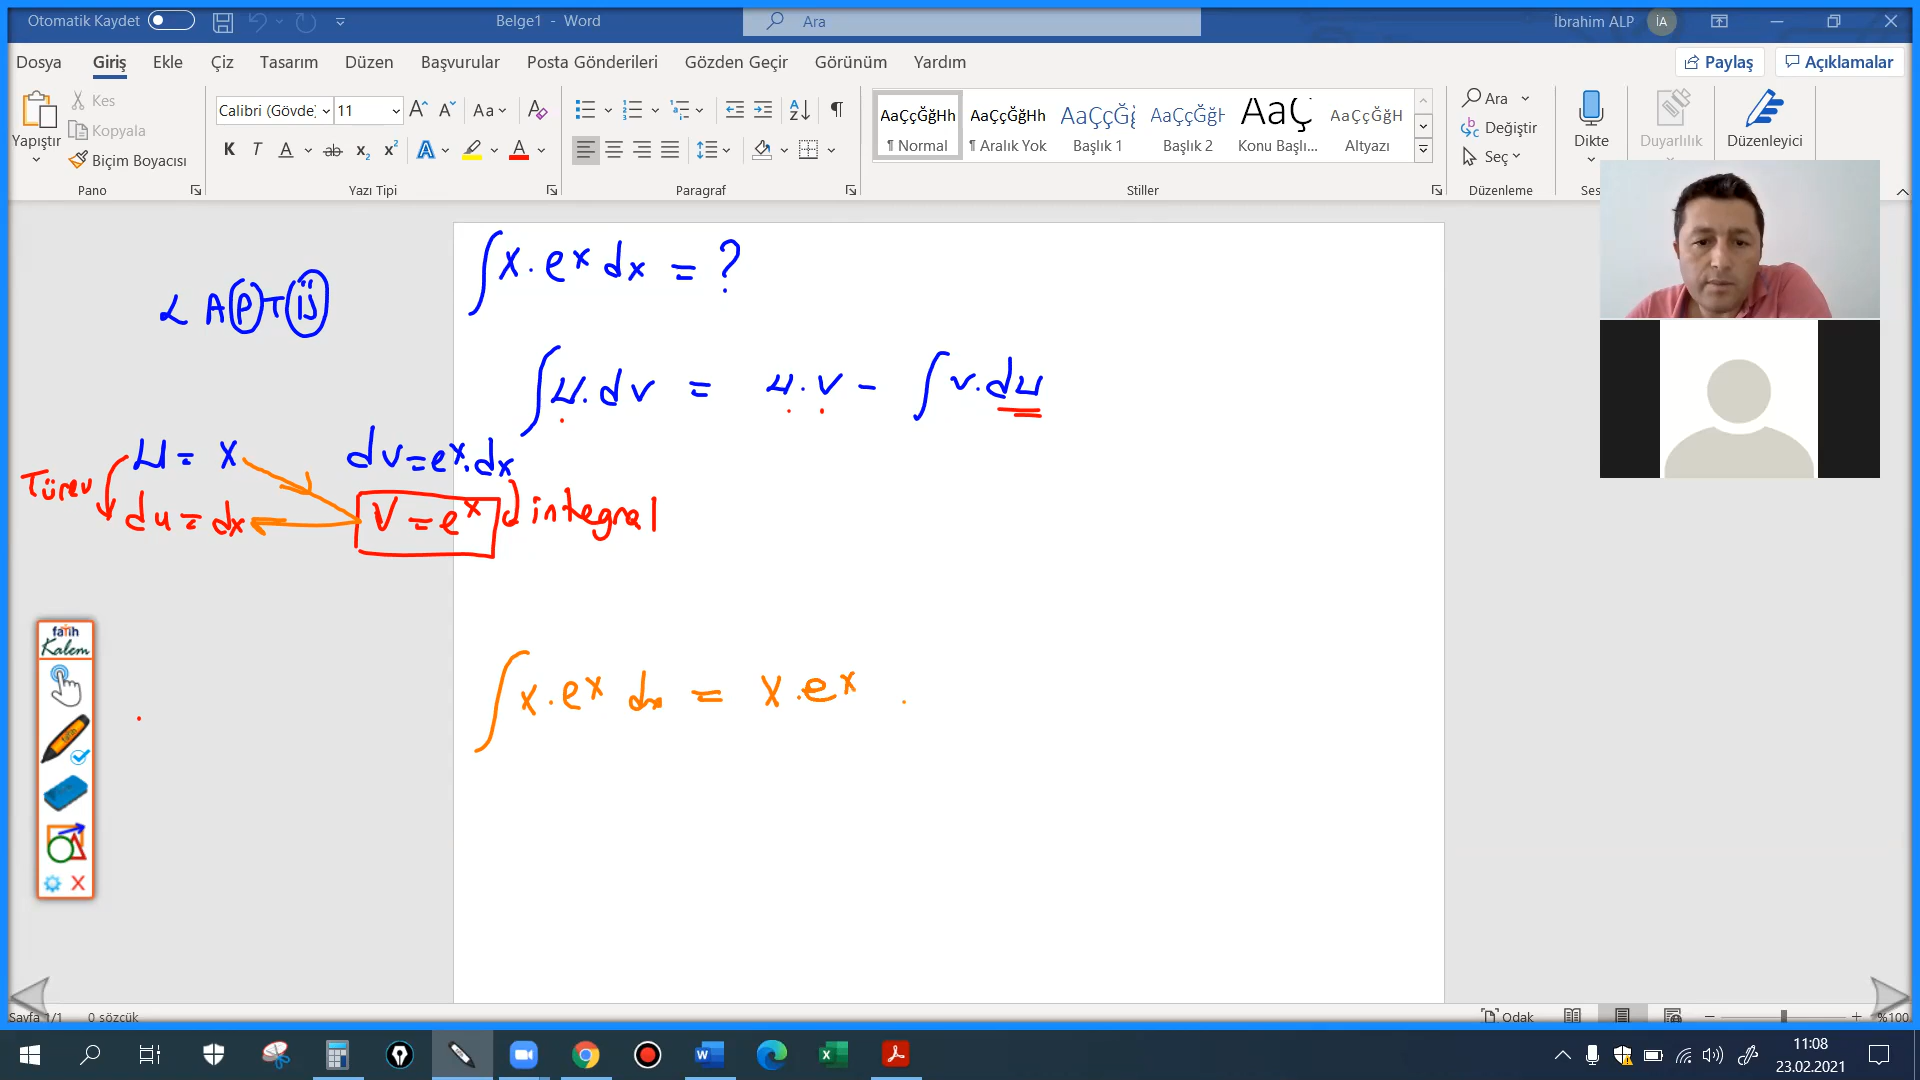 Otomatik Kaydet
Belge1 - Word
Ara
İbrahim ALP
İA
Dosya Giriş Ekle Çiz Tasarım Düzen Başvurular Posta Gönderileri Gözden Geçir Görünüm Yardım
Paylaş
Açıklamalar
Yapıştır
Kes
Kopyala
Biçim Boyacısı
Pano
Calibri (Gövde) 11
Yazı Tipi
Paragraf
AaÇçĞğHh AaÇçĞğHh AaÇçĞğ AaÇçĞğH AaÇ AaÇçĞğH
¶ Normal ¶ Aralık Yok Başlık 1 Başlık 2 Konu Başlı... Altyazı
Stiller
Ara
Değiştir
Seç
Düzenleme
Dikte
Ses
Duyarlılık
Düzenleyici
∫ x·e^x dx = ?
L A P T Ü
∫ u·dv = u·v − ∫ v·du
u = x dv = e^x·dx
Türev
du = dx V = e^x integral
fatih
Kalem
∫ x·e^x dx = x·e^x
Sayfa 1/1 0 sözcük
Odak
%100
11:08
23.02.2021